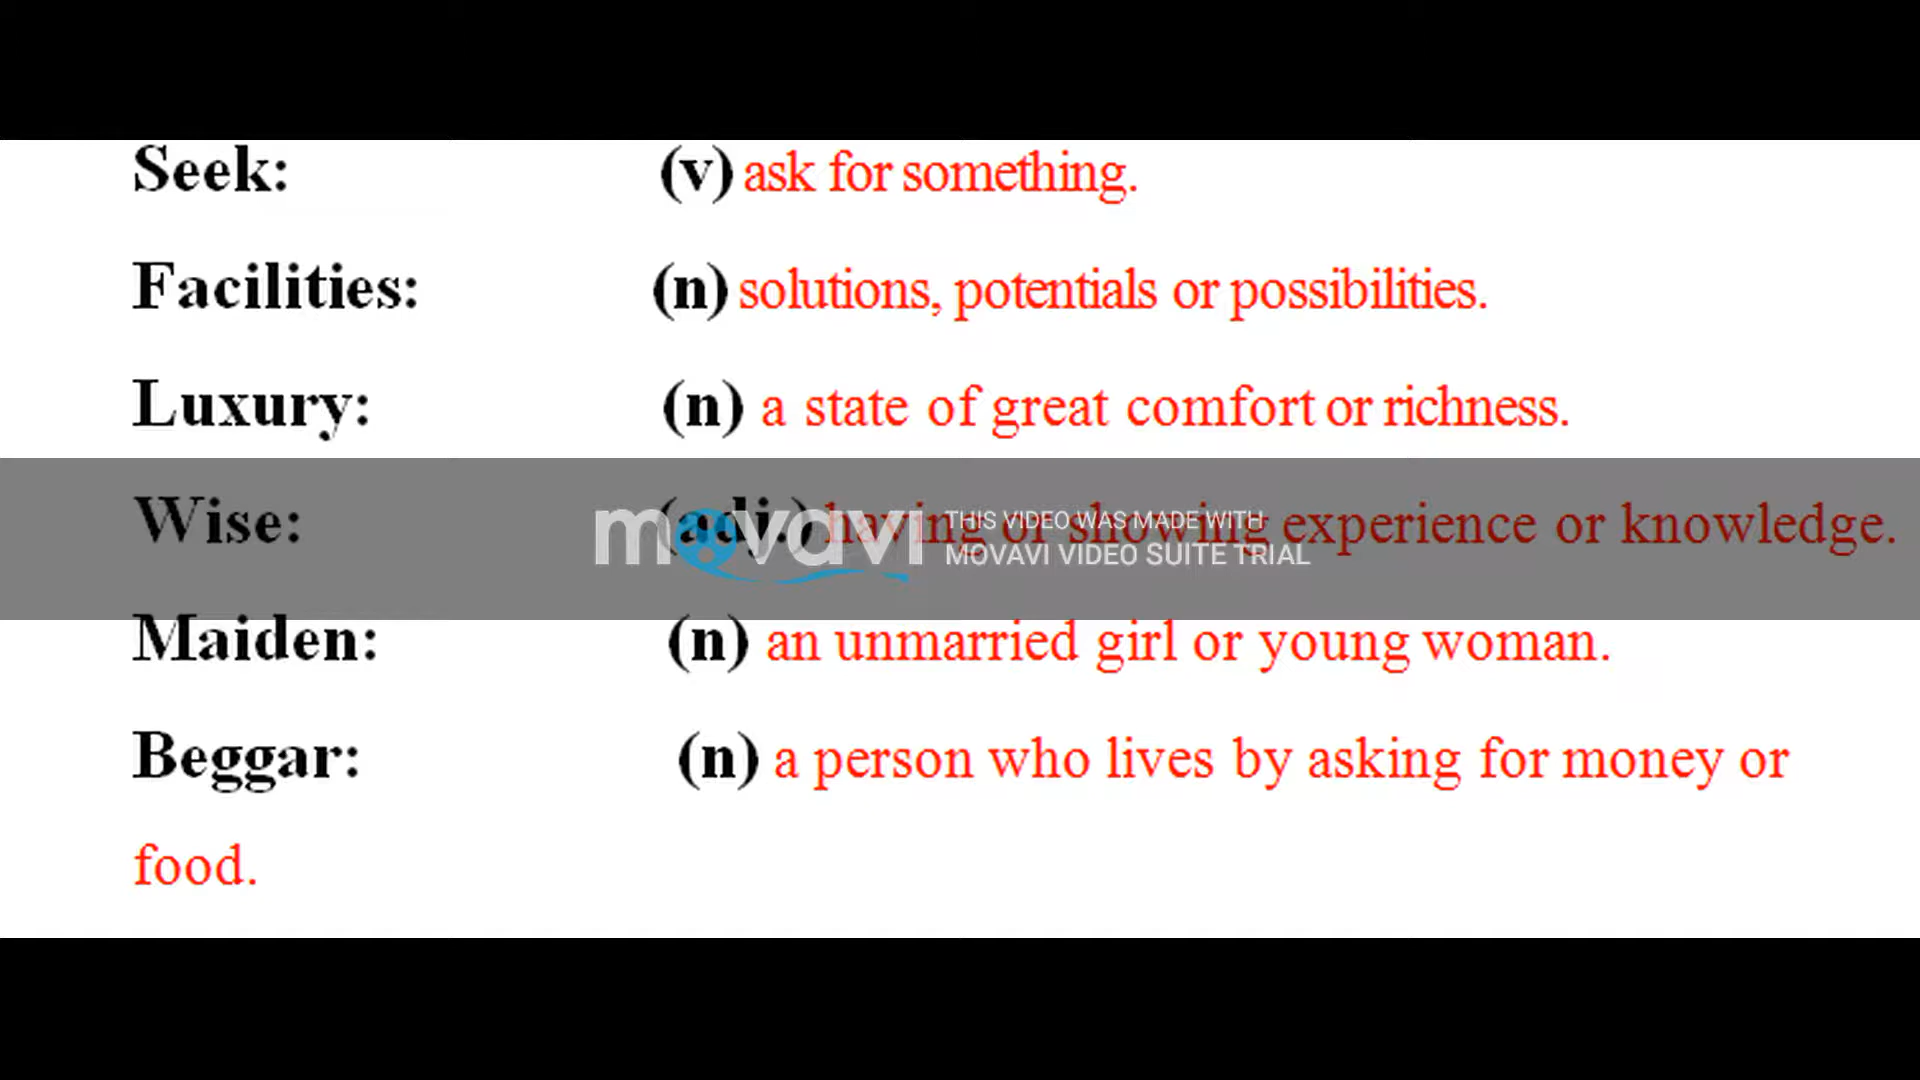 Seek: (v) ask for something.
Facilities: (n) solutions, potentials or possibilities.
Luxury: (n) a state of great comfort or richness.
Wise: (adj.) having or showing experience or knowledge.
movavi THIS VIDEO WAS MADE WITH
MOVAVI VIDEO SUITE TRIAL
Maiden: (n) an unmarried girl or young woman.
Beggar: (n) a person who lives by asking for money or
food.